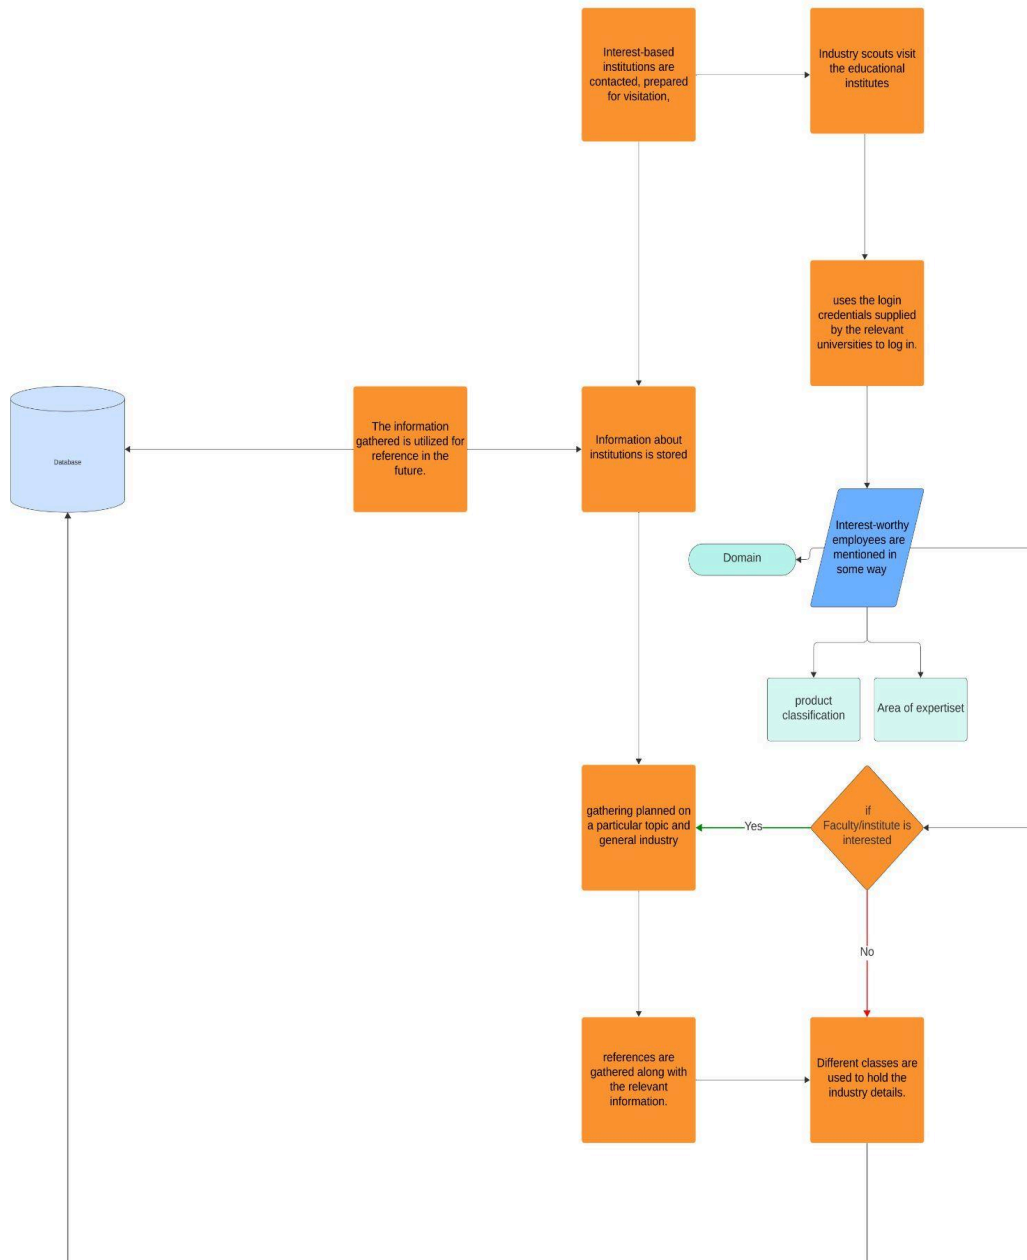 Interest-based
institutions are
contacted, prepared
for visitation,
Industry scouts visit
the educational
institutes
uses the login
credentials supplied
by the relevant
universities to log in.
Database
The information
gathered is utilized for
reference in the
future.
Information about
institutions is stored
Interest-worthy
employees are
mentioned in
some way
Domain
product
classification
Area of expertiset
gathering planned on
a particular topic and
general industry
Yes
if
Faculty/institute is
interested
No
references are
gathered along with
the relevant
information.
Different classes are
used to hold the
industry details.